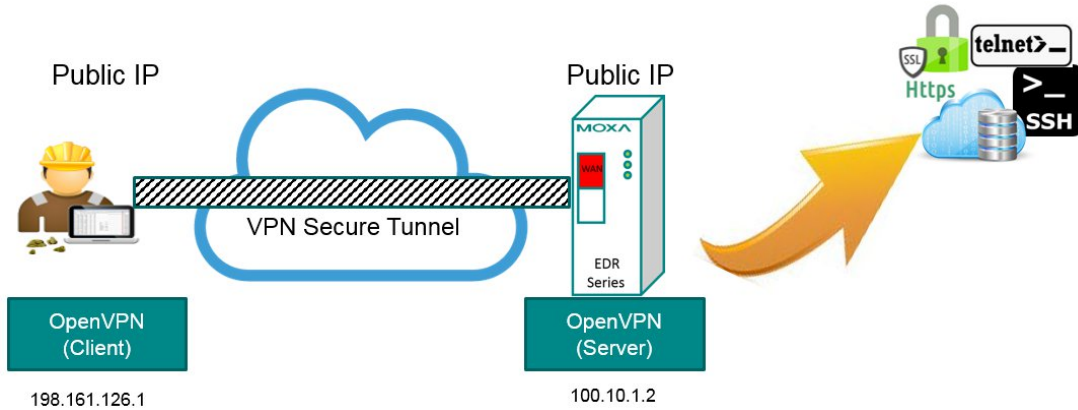 Public IP
Public IP
SSL
Https
telnet>_
>_
SSH
MOXA
WAN
VPN Secure Tunnel
EDR
Series
OpenVPN
(Client)
OpenVPN
(Server)
198.161.126.1
100.10.1.2